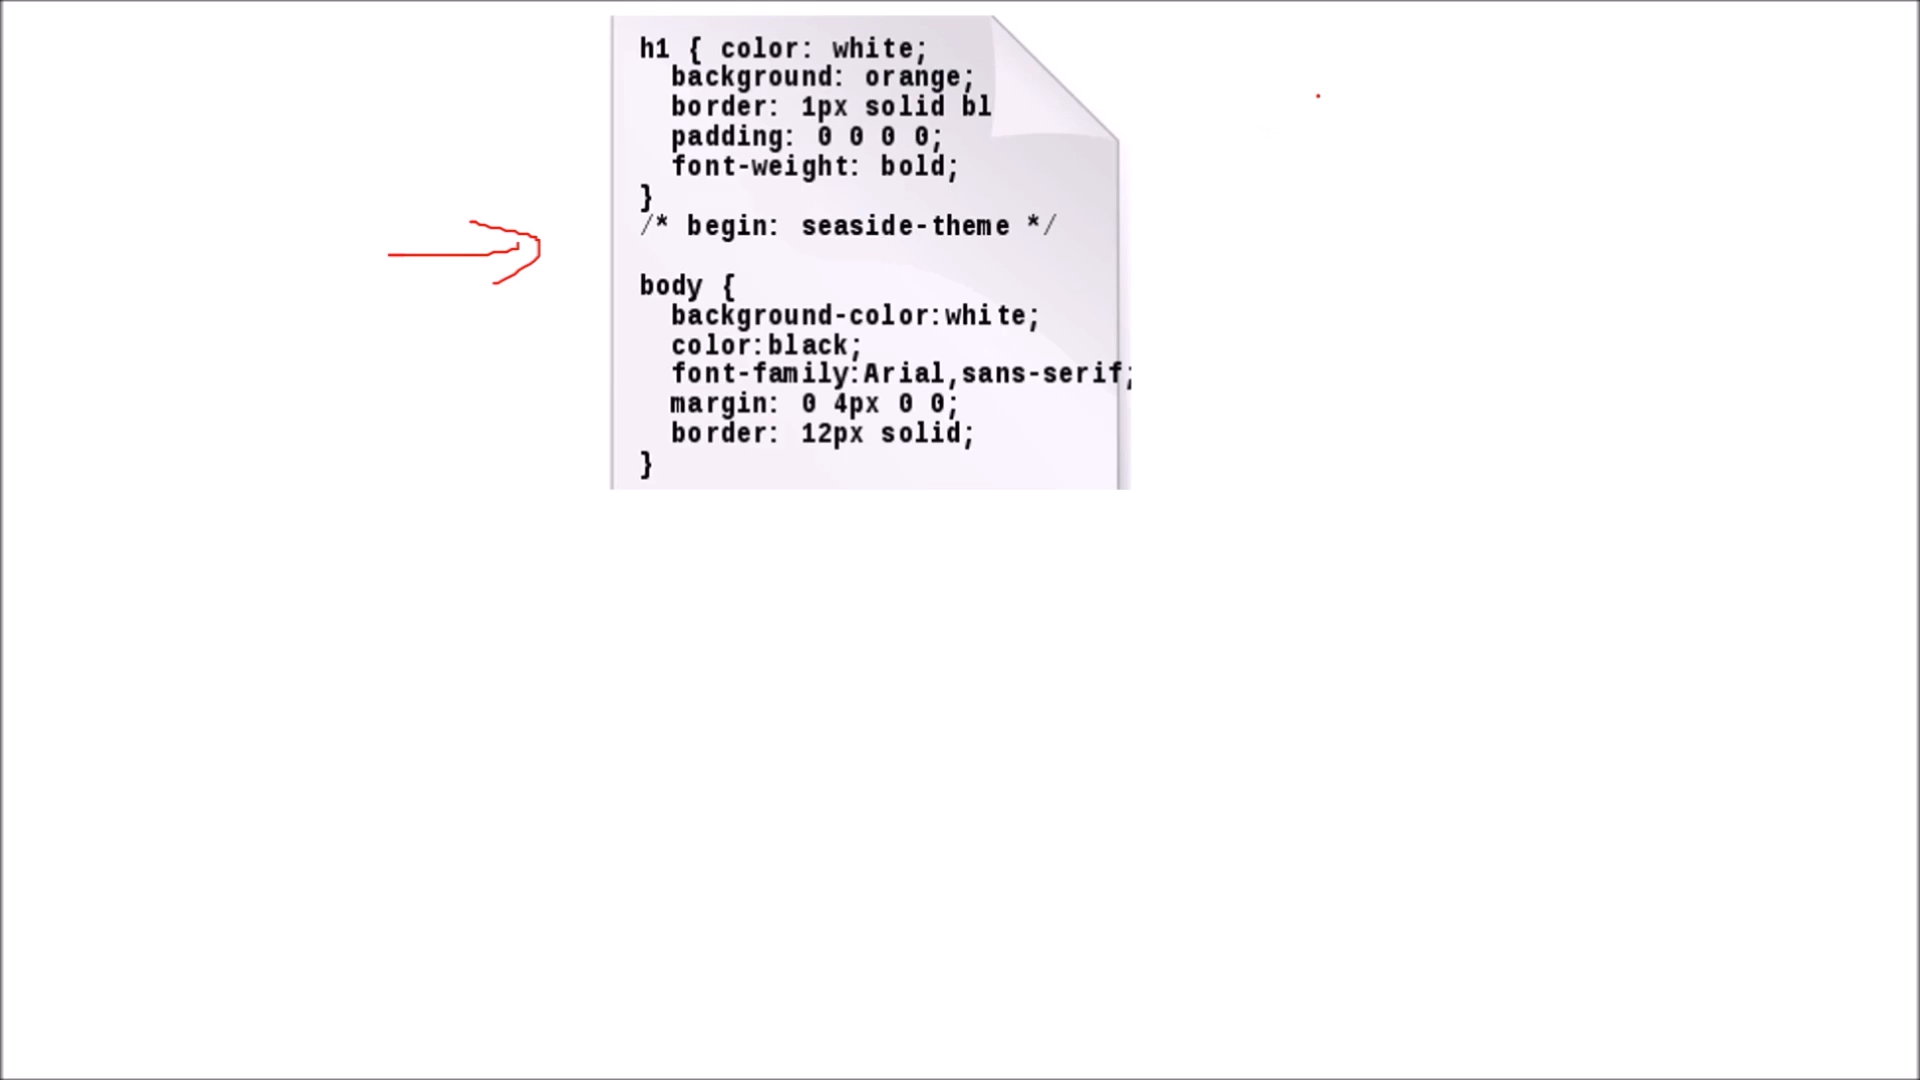 h1 { color: white;
background: orange;
border: 1px solid bl
padding: 0 0 0 0;
font-weight: bold;
}
/* begin: seaside-theme */
body {
background-color:white;
color:black;
font-family:Arial,sans-serif;
margin: 0 4px 0 0;
border: 12px solid;
}